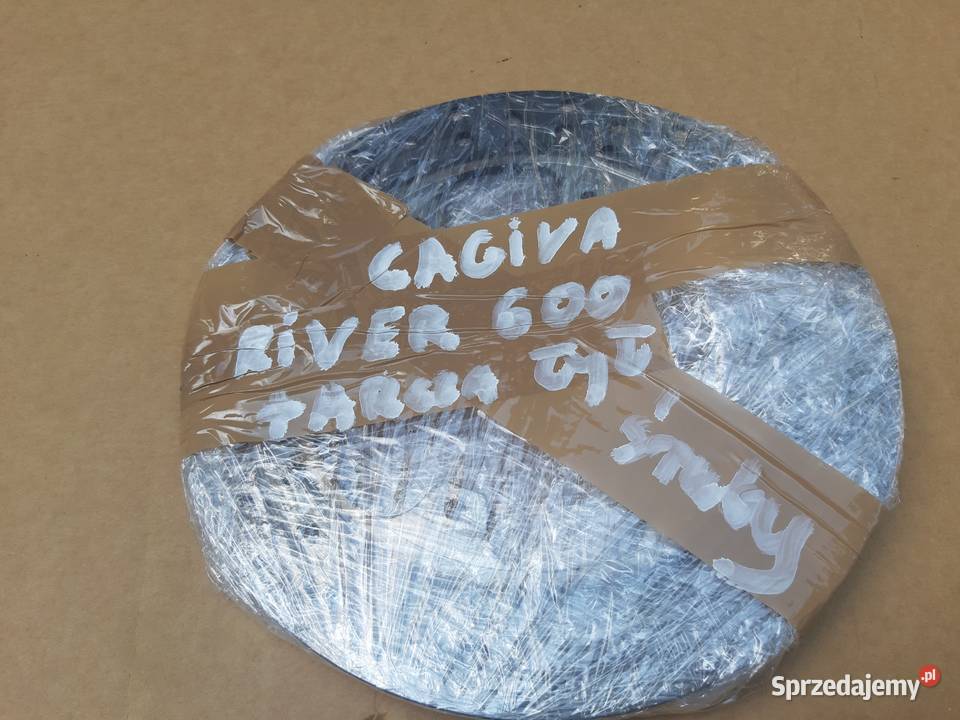 CAGIVA
RIVER 600
TARCZA TYŁ
i śruby
Sprzedajemy.pl